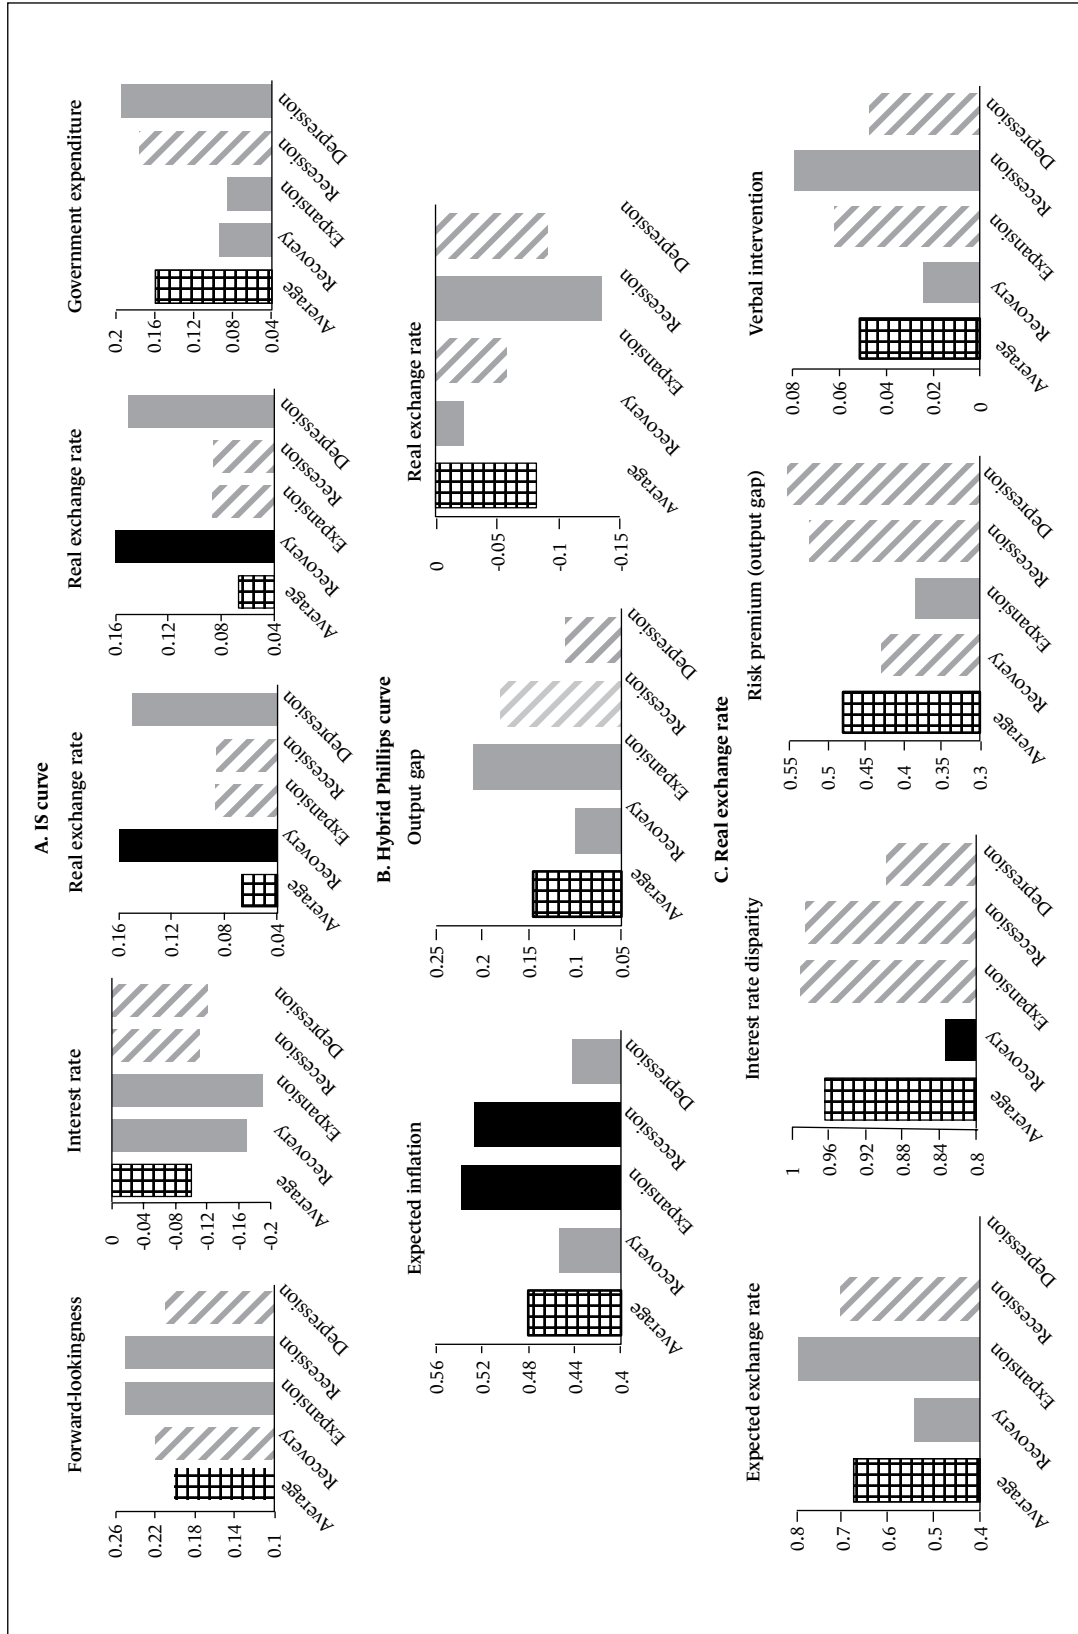 A. IS curve
Forward-lookingness
0.26
0.22
0.18
0.14
0.1
Average
Recovery
Expansion
Recession
Depression
Interest rate
0
-0.04
-0.08
-0.12
-0.16
-0.2
Average
Recovery
Expansion
Recession
Depression
Real exchange rate
0.16
0.12
0.08
0.04
Average
Recovery
Expansion
Recession
Depression
Real exchange rate
0.16
0.12
0.08
0.04
Average
Recovery
Expansion
Recession
Depression
Government expenditure
0.2
0.16
0.12
0.08
0.04
Average
Recovery
Expansion
Recession
Depression
B. Hybrid Phillips curve
Expected inflation
0.56
0.52
0.48
0.44
0.4
Average
Recovery
Expansion
Recession
Depression
Output gap
0.25
0.2
0.15
0.1
0.05
Average
Recovery
Expansion
Recession
Depression
Real exchange rate
0
-0.05
-0.1
-0.15
Average
Recovery
Expansion
Recession
Depression
C. Real exchange rate
Expected exchange rate
0.8
0.7
0.6
0.5
0.4
Average
Recovery
Expansion
Recession
Depression
Interest rate disparity
1
0.96
0.92
0.88
0.84
0.8
Average
Recovery
Expansion
Recession
Depression
Risk premium (output gap)
0.55
0.5
0.45
0.4
0.35
0.3
Average
Recovery
Expansion
Recession
Depression
Verbal intervention
0.08
0.06
0.04
0.02
0
Average
Recovery
Expansion
Recession
Depression